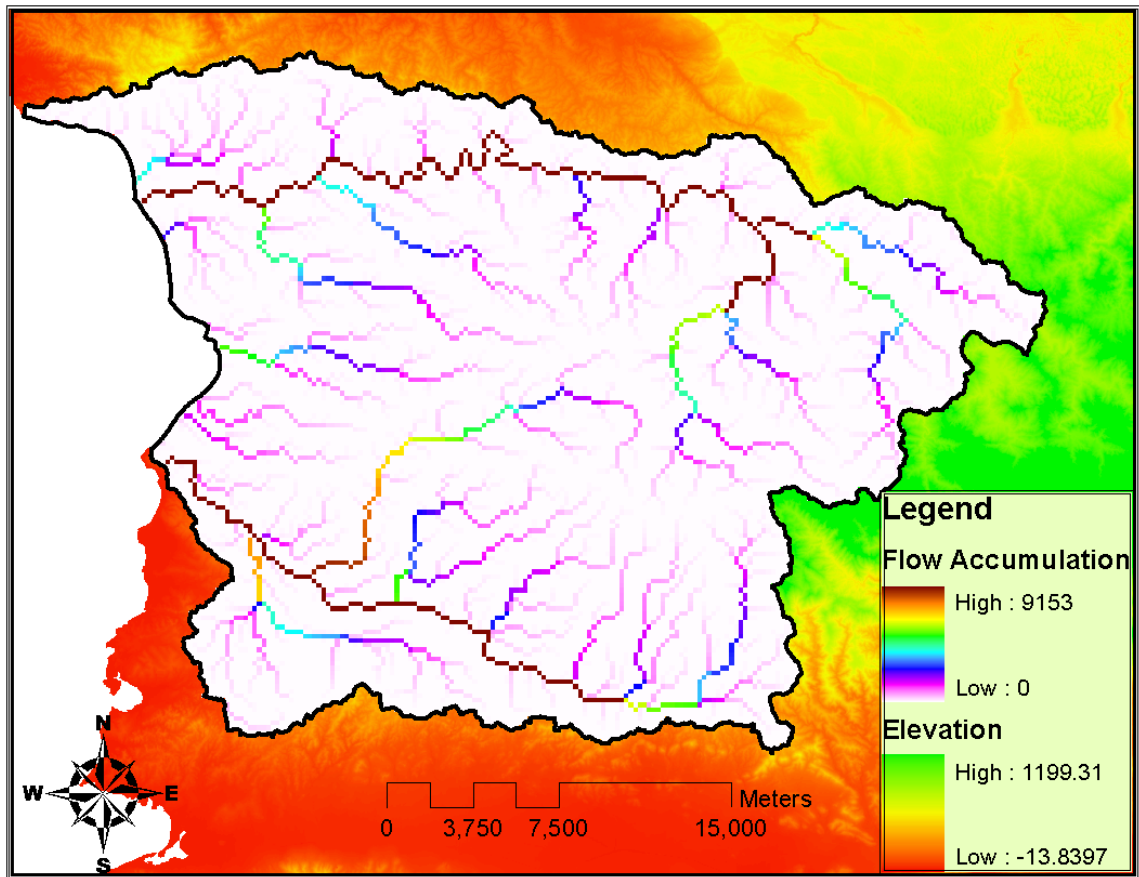 Legend
Flow Accumulation
High : 9153
Low : 0
Elevation
High : 1199.31
Low : -13.8397
N
W E
S
Meters
0 3,750 7,500 15,000